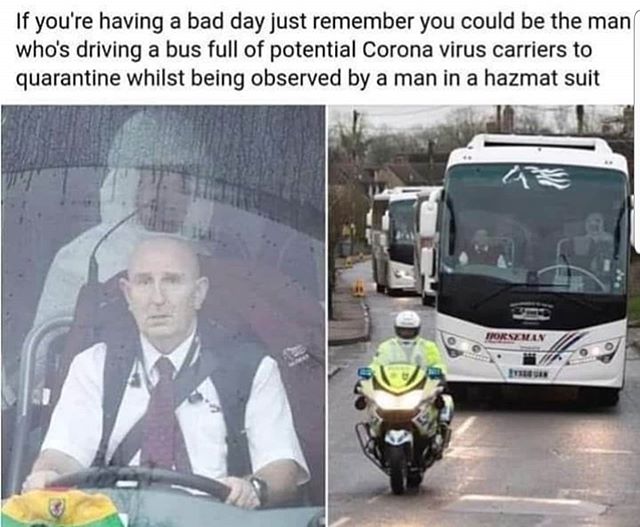 If you're having a bad day just remember you could be the man
who's driving a bus full of potential Corona virus carriers to
quarantine whilst being observed by a man in a hazmat suit
HORSEMAN